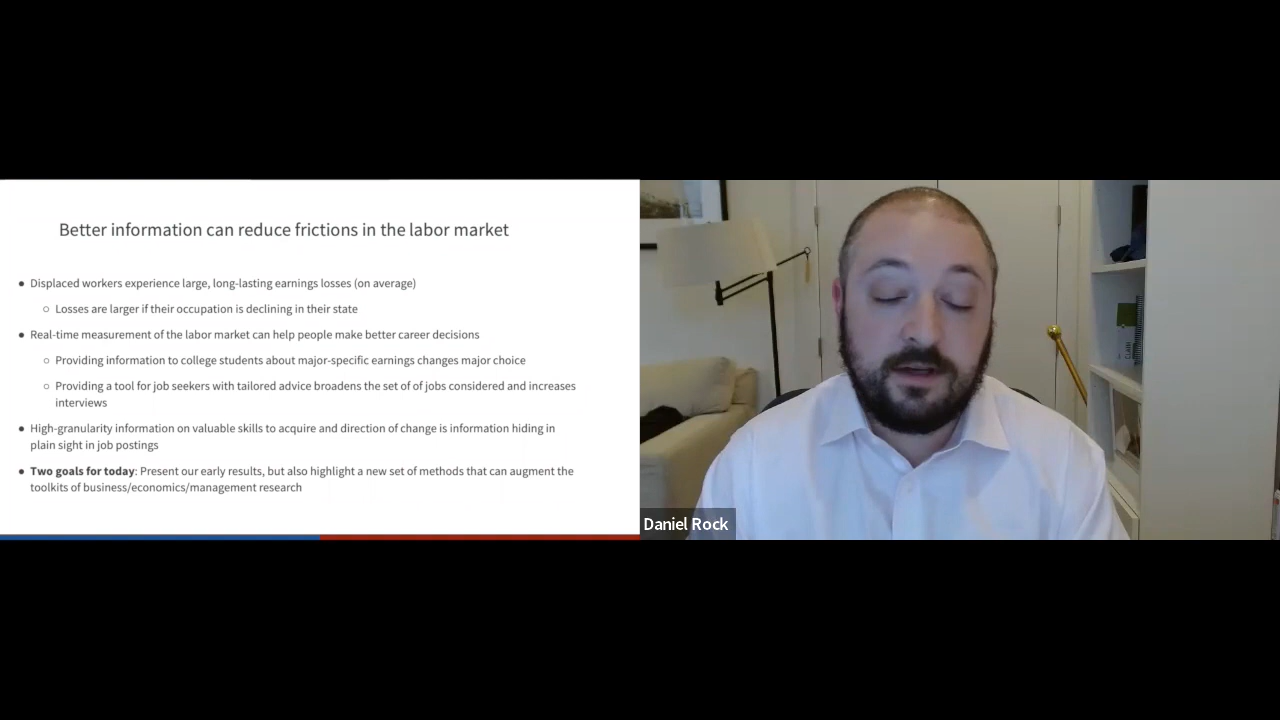 Better information can reduce frictions in the labor market
● Displaced workers experience large, long-lasting earnings losses (on average)
○ Losses are larger if their occupation is declining in their state
● Real-time measurement of the labor market can help people make better career decisions
○ Providing information to college students about major-specific earnings changes major choice
○ Providing a tool for job seekers with tailored advice broadens the set of of jobs considered and increases
interviews
● High-granularity information on valuable skills to acquire and direction of change is information hiding in
plain sight in job postings
● Two goals for today: Present our early results, but also highlight a new set of methods that can augment the
toolkits of business/economics/management research
Daniel Rock